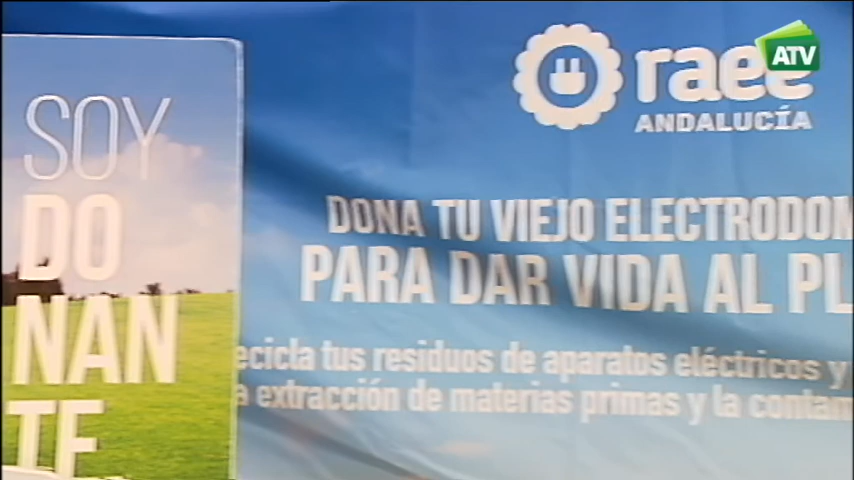 SOY
DO
NAN
TE
raee
ANDALUCÍA
ATV
DONA TU VIEJO ELECTRODOM
PARA DAR VIDA AL PL
ecicla tus residuos de aparatos eléctricos y
a extracción de materias primas y la contam